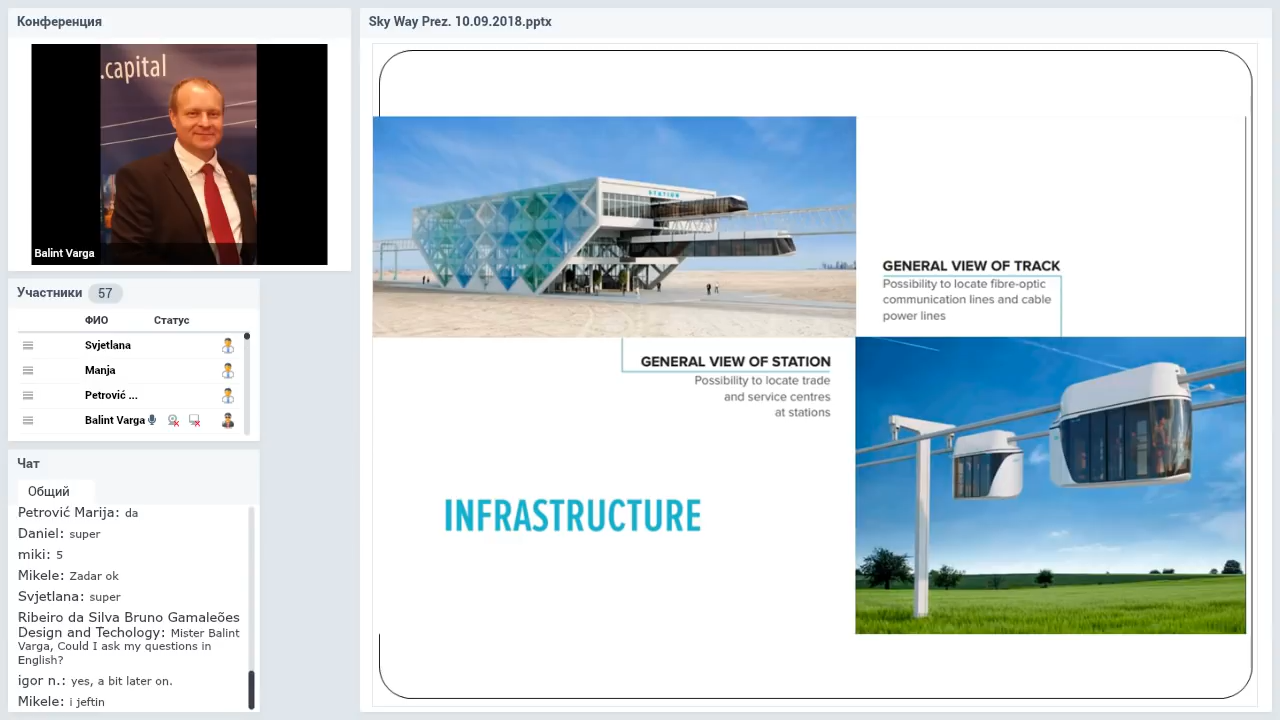 Конференция
.capital
Balint Varga
Участники 57
ФИО Статус
Svjetlana
Manja
Petrović ...
Balint Varga
Чат
Общий
Petrović Marija: da
Daniel: super
miki: 5
Mikele: Zadar ok
Svjetlana: super
Ribeiro da Silva Bruno Gamaleões
Design and Techology: Mister Balint
Varga, Could I ask my questions in
English?
igor n.: yes, a bit later on.
Mikele: i jeftin
Sky Way Prez. 10.09.2018.pptx
STATION
GENERAL VIEW OF TRACK
Possibility to locate fibre-optic
communication lines and cable
power lines
GENERAL VIEW OF STATION
Possibility to locate trade
and service centres
at stations
INFRASTRUCTURE